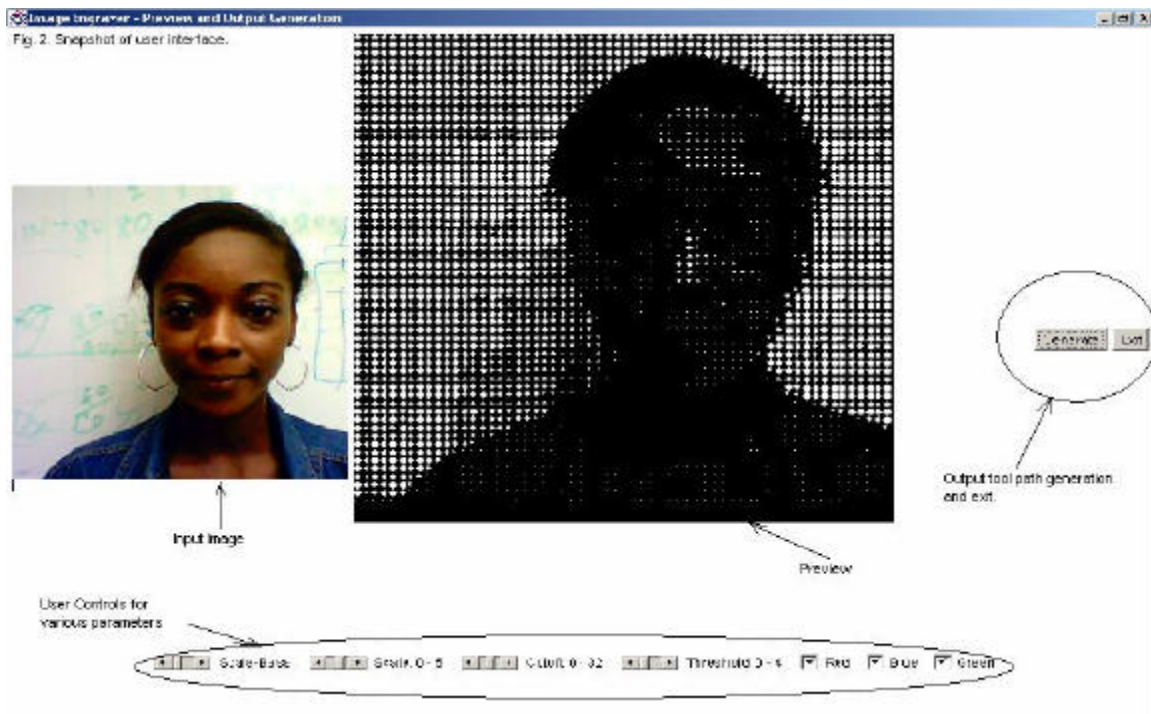 Image Engraver - Preview and Output Generation
Fig. 2. Snapshot of user interface.
Generate Exit
Output tool path generation
and exit.
Input Image
Preview
User Controls for
various parameters
Scale-Base Scale 0 - 5 Cutoff 0 - 32 Threshold 0 - 4 Red Blue Green